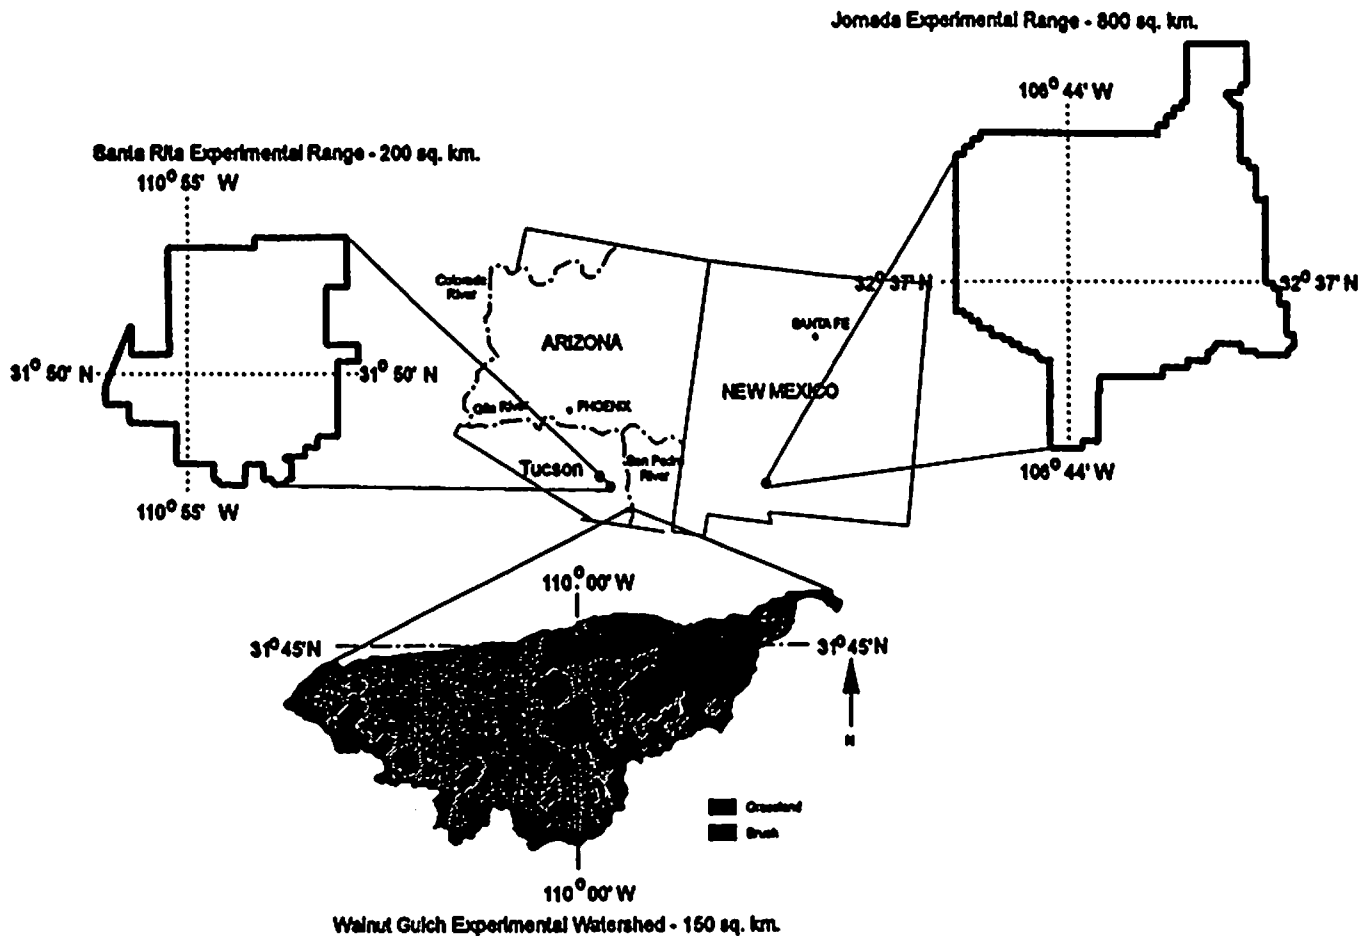 Jornada Experimental Range - 800 sq. km.
106° 44' W
Santa Rita Experimental Range - 200 sq. km.
110° 55' W
Colorado
River
32° 37' N
32° 37' N
SANTA FE
ARIZONA
31° 50' N
31° 50' N
NEW MEXICO
Gila River
PHOENIX
Tucson
San Pedro
River
106° 44' W
110° 55' W
110° 00' W
31° 45' N
31° 45' N
N
Grassland
Brush
110° 00' W
Walnut Gulch Experimental Watershed - 150 sq. km.